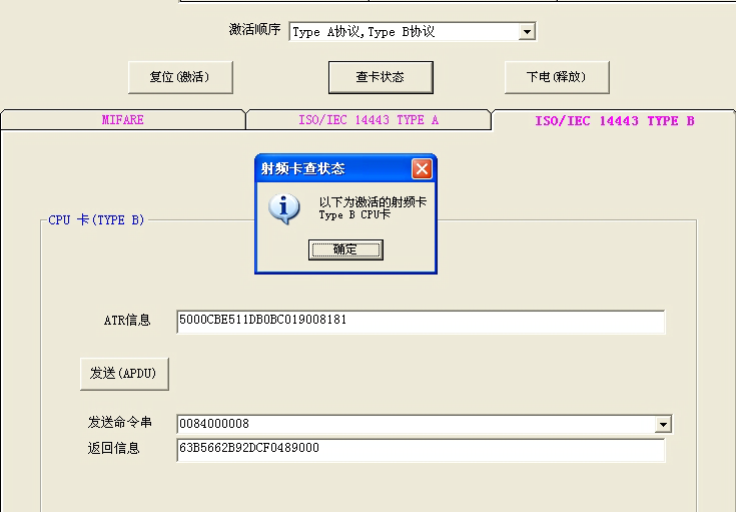 激活顺序 Type A协议,Type B协议
复位(激活) 查卡状态 下电(释放)
MIFARE ISO/IEC 14443 TYPE A ISO/IEC 14443 TYPE B
射频卡查状态
以下为激活的射频卡
Type B CPU卡
确定
CPU 卡(TYPE B)
ATR信息 5000CBE511DB0BC019008181
发送(APDU)
发送命令串 0084000008
返回信息 63B5662B92DCF0489000